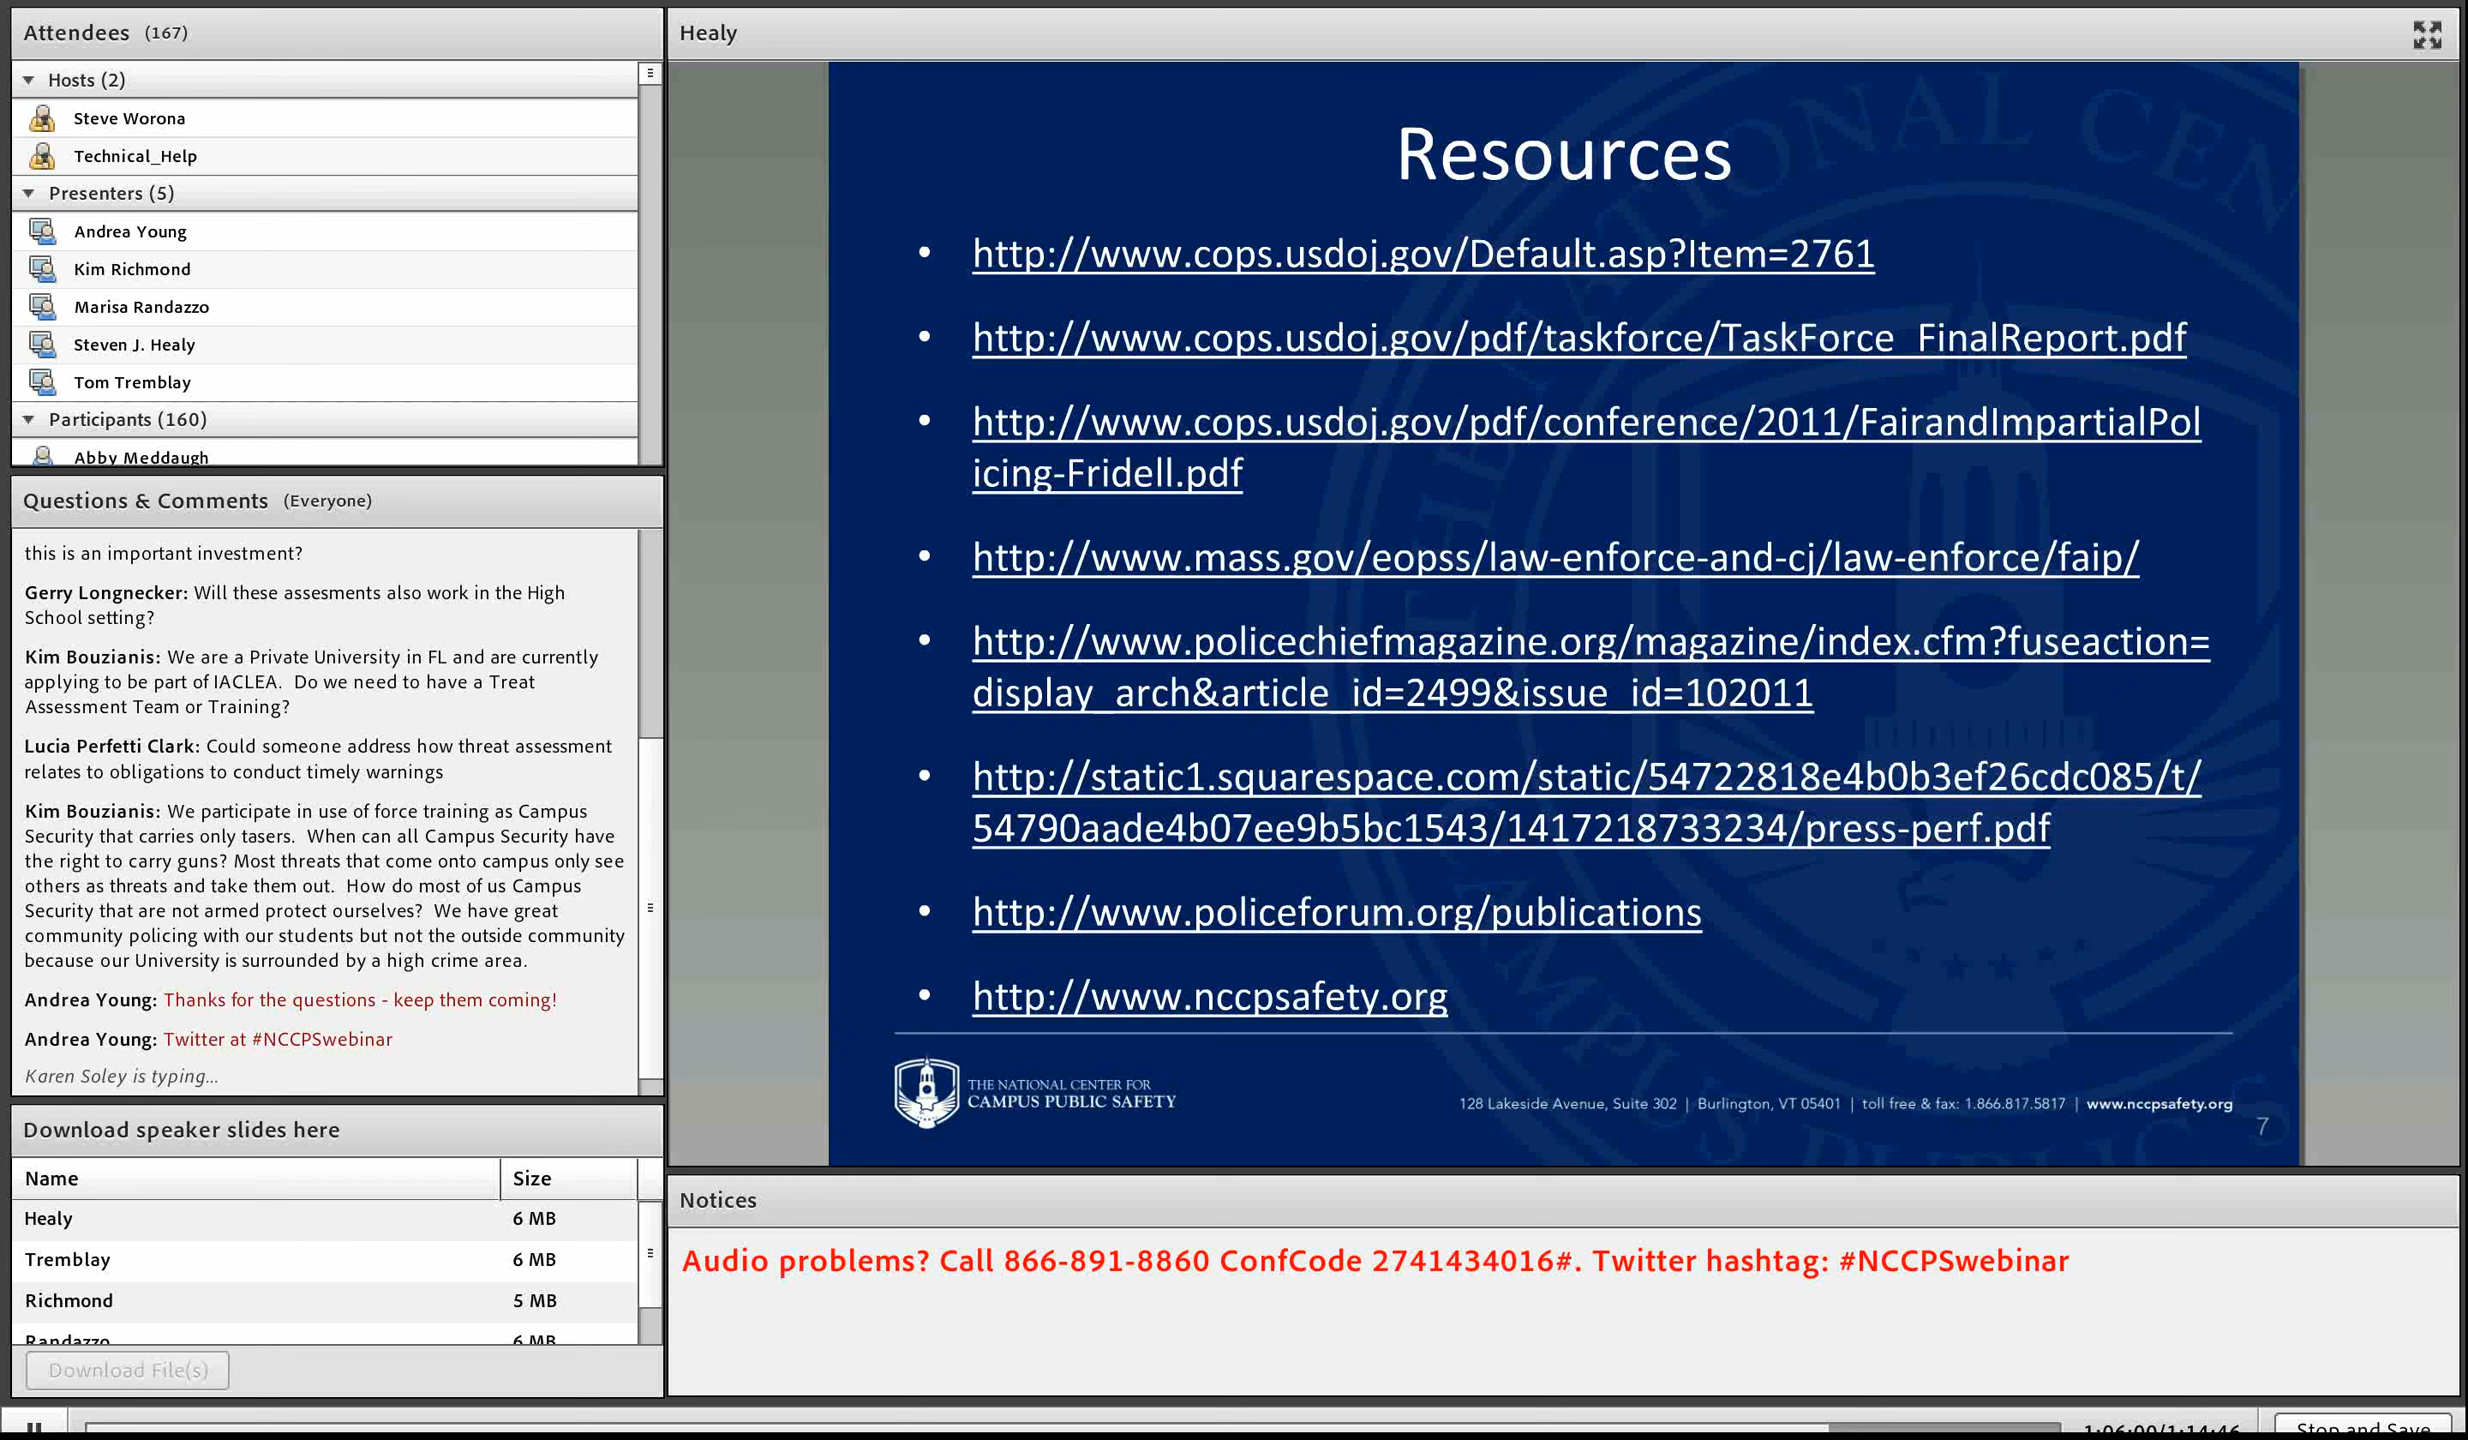 Attendees (167)
Hosts (2)
Steve Worona
Technical_Help
Presenters (5)
Andrea Young
Kim Richmond
Marisa Randazzo
Steven J. Healy
Tom Tremblay
Participants (160)
Abby Meddaugh
Questions & Comments (Everyone)
this is an important investment?
Gerry Longnecker: Will these assesments also work in the High
School setting?
Kim Bouzianis: We are a Private University in FL and are currently
applying to be part of IACLEA. Do we need to have a Treat
Assessment Team or Training?
Lucia Perfetti Clark: Could someone address how threat assessment
relates to obligations to conduct timely warnings
Kim Bouzianis: We participate in use of force training as Campus
Security that carries only tasers. When can all Campus Security have
the right to carry guns? Most threats that come onto campus only see
others as threats and take them out. How do most of us Campus
Security that are not armed protect ourselves? We have great
community policing with our students but not the outside community
because our University is surrounded by a high crime area.
Andrea Young: Thanks for the questions - keep them coming!
Andrea Young: Twitter at #NCCPSwebinar
Karen Soley is typing...
Download speaker slides here
Name Size
Healy 6 MB
Tremblay 6 MB
Richmond 5 MB
Randazzo 6 MB
Download File(s)
Healy
Resources
• http://www.cops.usdoj.gov/Default.asp?Item=2761
• http://www.cops.usdoj.gov/pdf/taskforce/TaskForce_FinalReport.pdf
• http://www.cops.usdoj.gov/pdf/conference/2011/FairandImpartialPol
icing-Fridell.pdf
• http://www.mass.gov/eopss/law-enforce-and-cj/law-enforce/faip/
• http://www.policechiefmagazine.org/magazine/index.cfm?fuseaction=
display_arch&article_id=2499&issue_id=102011
• http://static1.squarespace.com/static/54722818e4b0b3ef26cdc085/t/
54790aade4b07ee9b5bc1543/1417218733234/press-perf.pdf
• http://www.policeforum.org/publications
• http://www.nccpsafety.org
THE NATIONAL CENTER FOR
CAMPUS PUBLIC SAFETY
128 Lakeside Avenue, Suite 302 | Burlington, VT 05401 | toll free & fax: 1.866.817.5817 | www.nccpsafety.org
7
Notices
Audio problems? Call 866-891-8860 ConfCode 2741434016#. Twitter hashtag: #NCCPSwebinar
1:06:00/1:14:46
Stop and Save